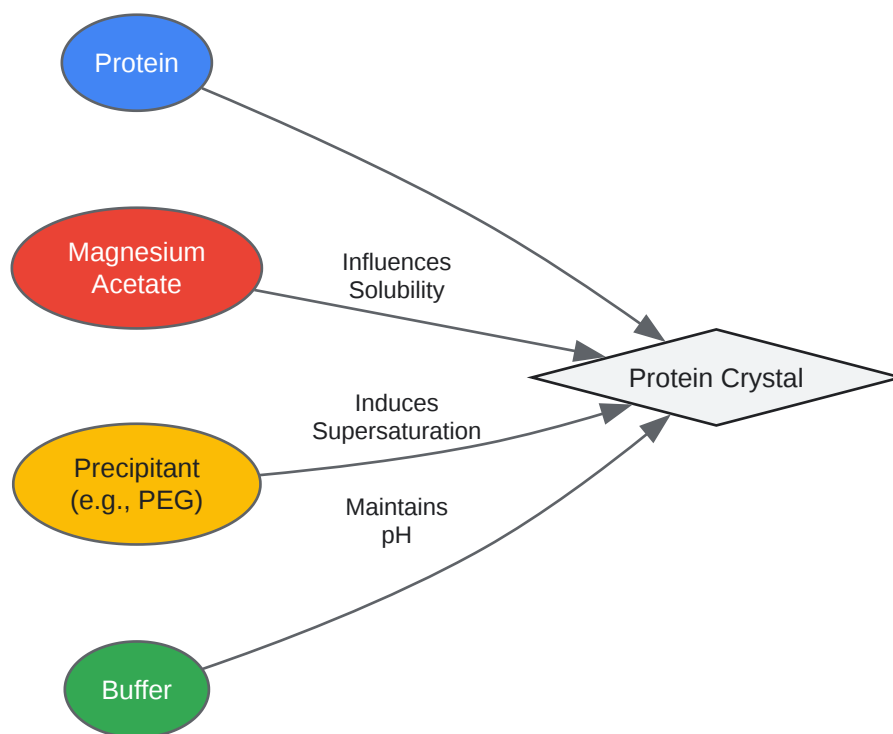 Protein
Magnesium
Acetate
Influences
Solubility
Protein Crystal
Induces
Supersaturation
Precipitant
(e.g., PEG)
Maintains
pH
Buffer